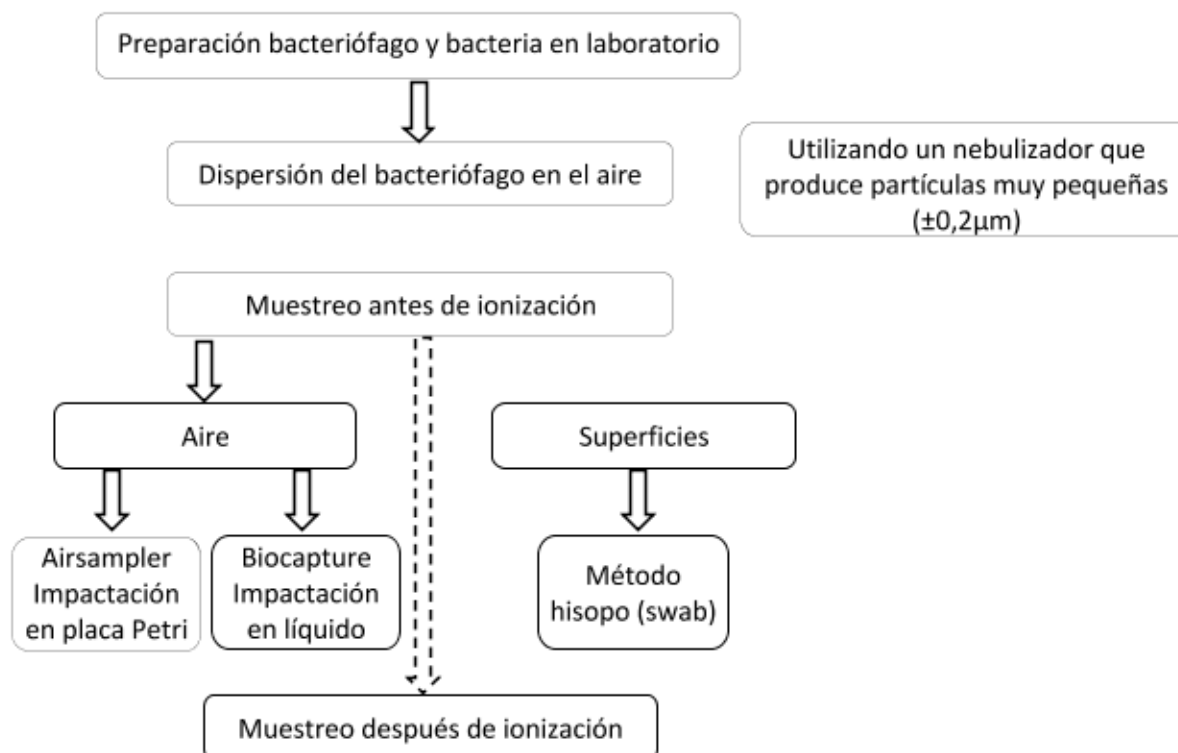 Preparación bacteriófago y bacteria en laboratorio
Dispersión del bacteriófago en el aire
Utilizando un nebulizador que
produce partículas muy pequeñas
(±0,2µm)
Muestreo antes de ionización
Aire
Superficies
Airsampler
Impactación
en placa Petri
Biocapture
Impactación
en líquido
Método
hisopo (swab)
Muestreo después de ionización